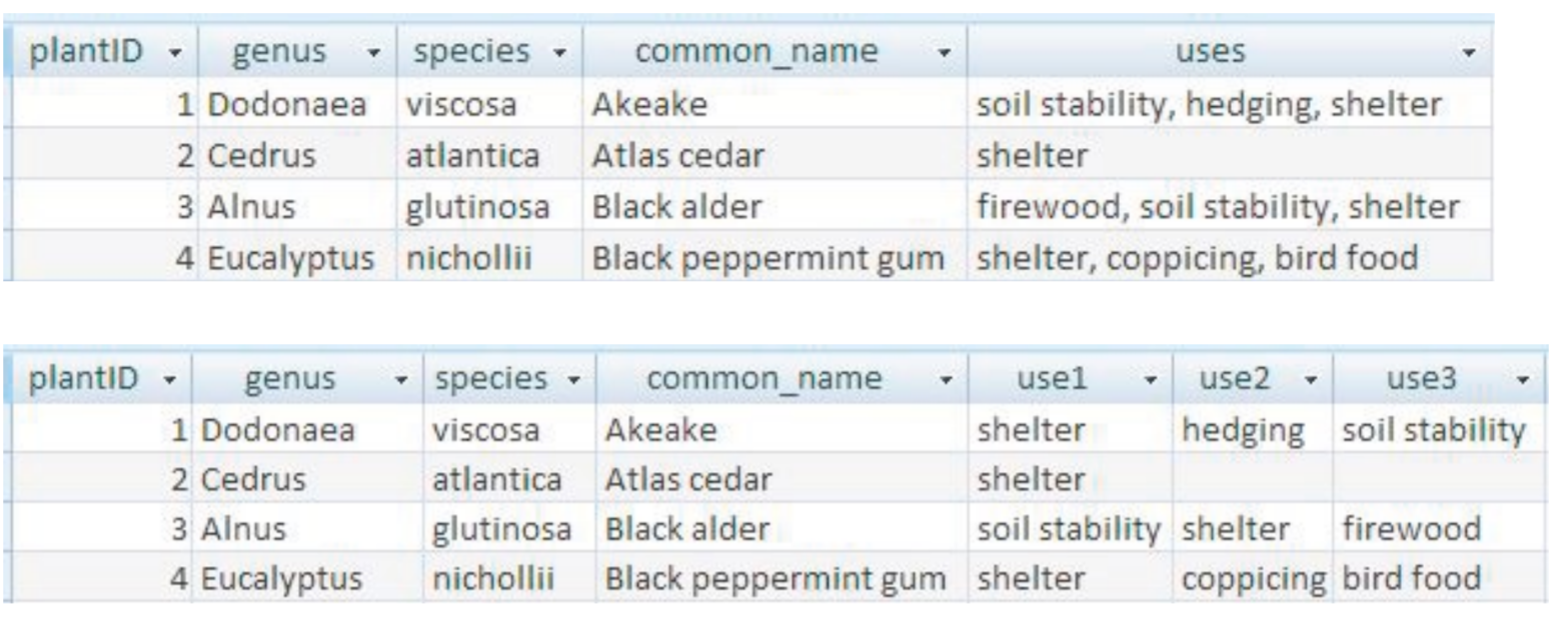 plantID genus species common_name uses
1 Dodonaea viscosa Akeake soil stability, hedging, shelter
2 Cedrus atlantica Atlas cedar shelter
3 Alnus glutinosa Black alder firewood, soil stability, shelter
4 Eucalyptus nichollii Black peppermint gum shelter, coppicing, bird food
plantID genus species common_name use1 use2 use3
1 Dodonaea viscosa Akeake shelter hedging soil stability
2 Cedrus atlantica Atlas cedar shelter
3 Alnus glutinosa Black alder soil stability shelter firewood
4 Eucalyptus nichollii Black peppermint gum shelter coppicing bird food